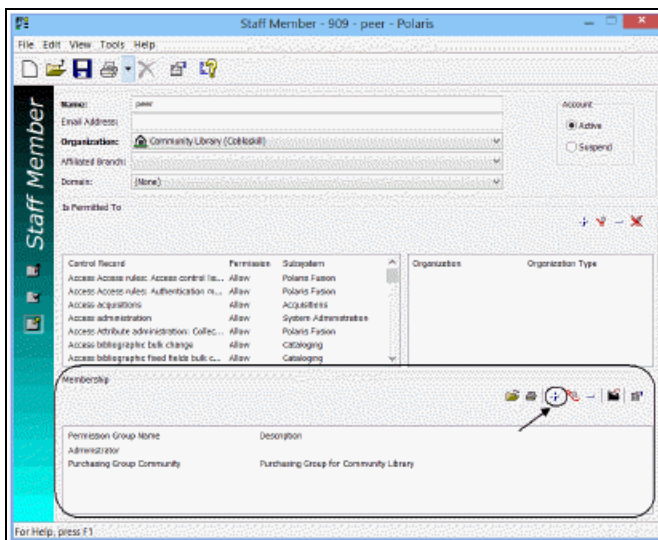 Staff Member - 909 - peer - Polaris
File Edit View Tools Help
Staff Member
Name: peer
Email Address:
Organization: Community Library (Cobleskill)
Affiliated Branch:
Domain: (None)
Account
Active
Suspend
Is Permitted To
Control Record Permission Subsystem
Access Access rules: Access control lis... Allow Polaris Fusion
Access Access rules: Authentication m... Allow Polaris Fusion
Access acquisitions Allow Acquisitions
Access administration Allow System Administration
Access Attribute administration: Collec... Allow Polaris Fusion
Access bibliographic bulk change Allow Cataloging
Access bibliographic fixed fields bulk c... Allow Cataloging
Organization Organization Type
Membership
Permission Group Name Description
Administrator
Purchasing Group Community Purchasing Group for Community Library
For Help, press F1